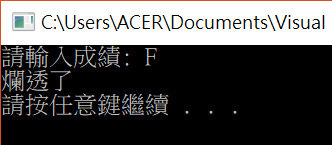 C:\Users\ACER\Documents\Visual
請輸入成績: F
爛透了
請按任意鍵繼續 . . .